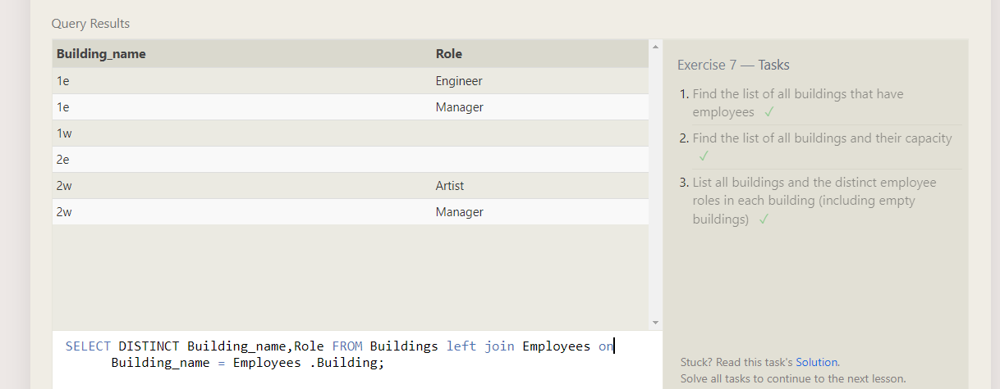 Query Results
Building_name Role
1e Engineer
1e Manager
1w
2e
2w Artist
2w Manager
SELECT DISTINCT Building_name,Role FROM Buildings left join Employees on
Building_name = Employees .Building;
Exercise 7 — Tasks
1. Find the list of all buildings that have
employees ✓
2. Find the list of all buildings and their capacity
✓
3. List all buildings and the distinct employee
roles in each building (including empty
buildings) ✓
Stuck? Read this task's Solution.
Solve all tasks to continue to the next lesson.